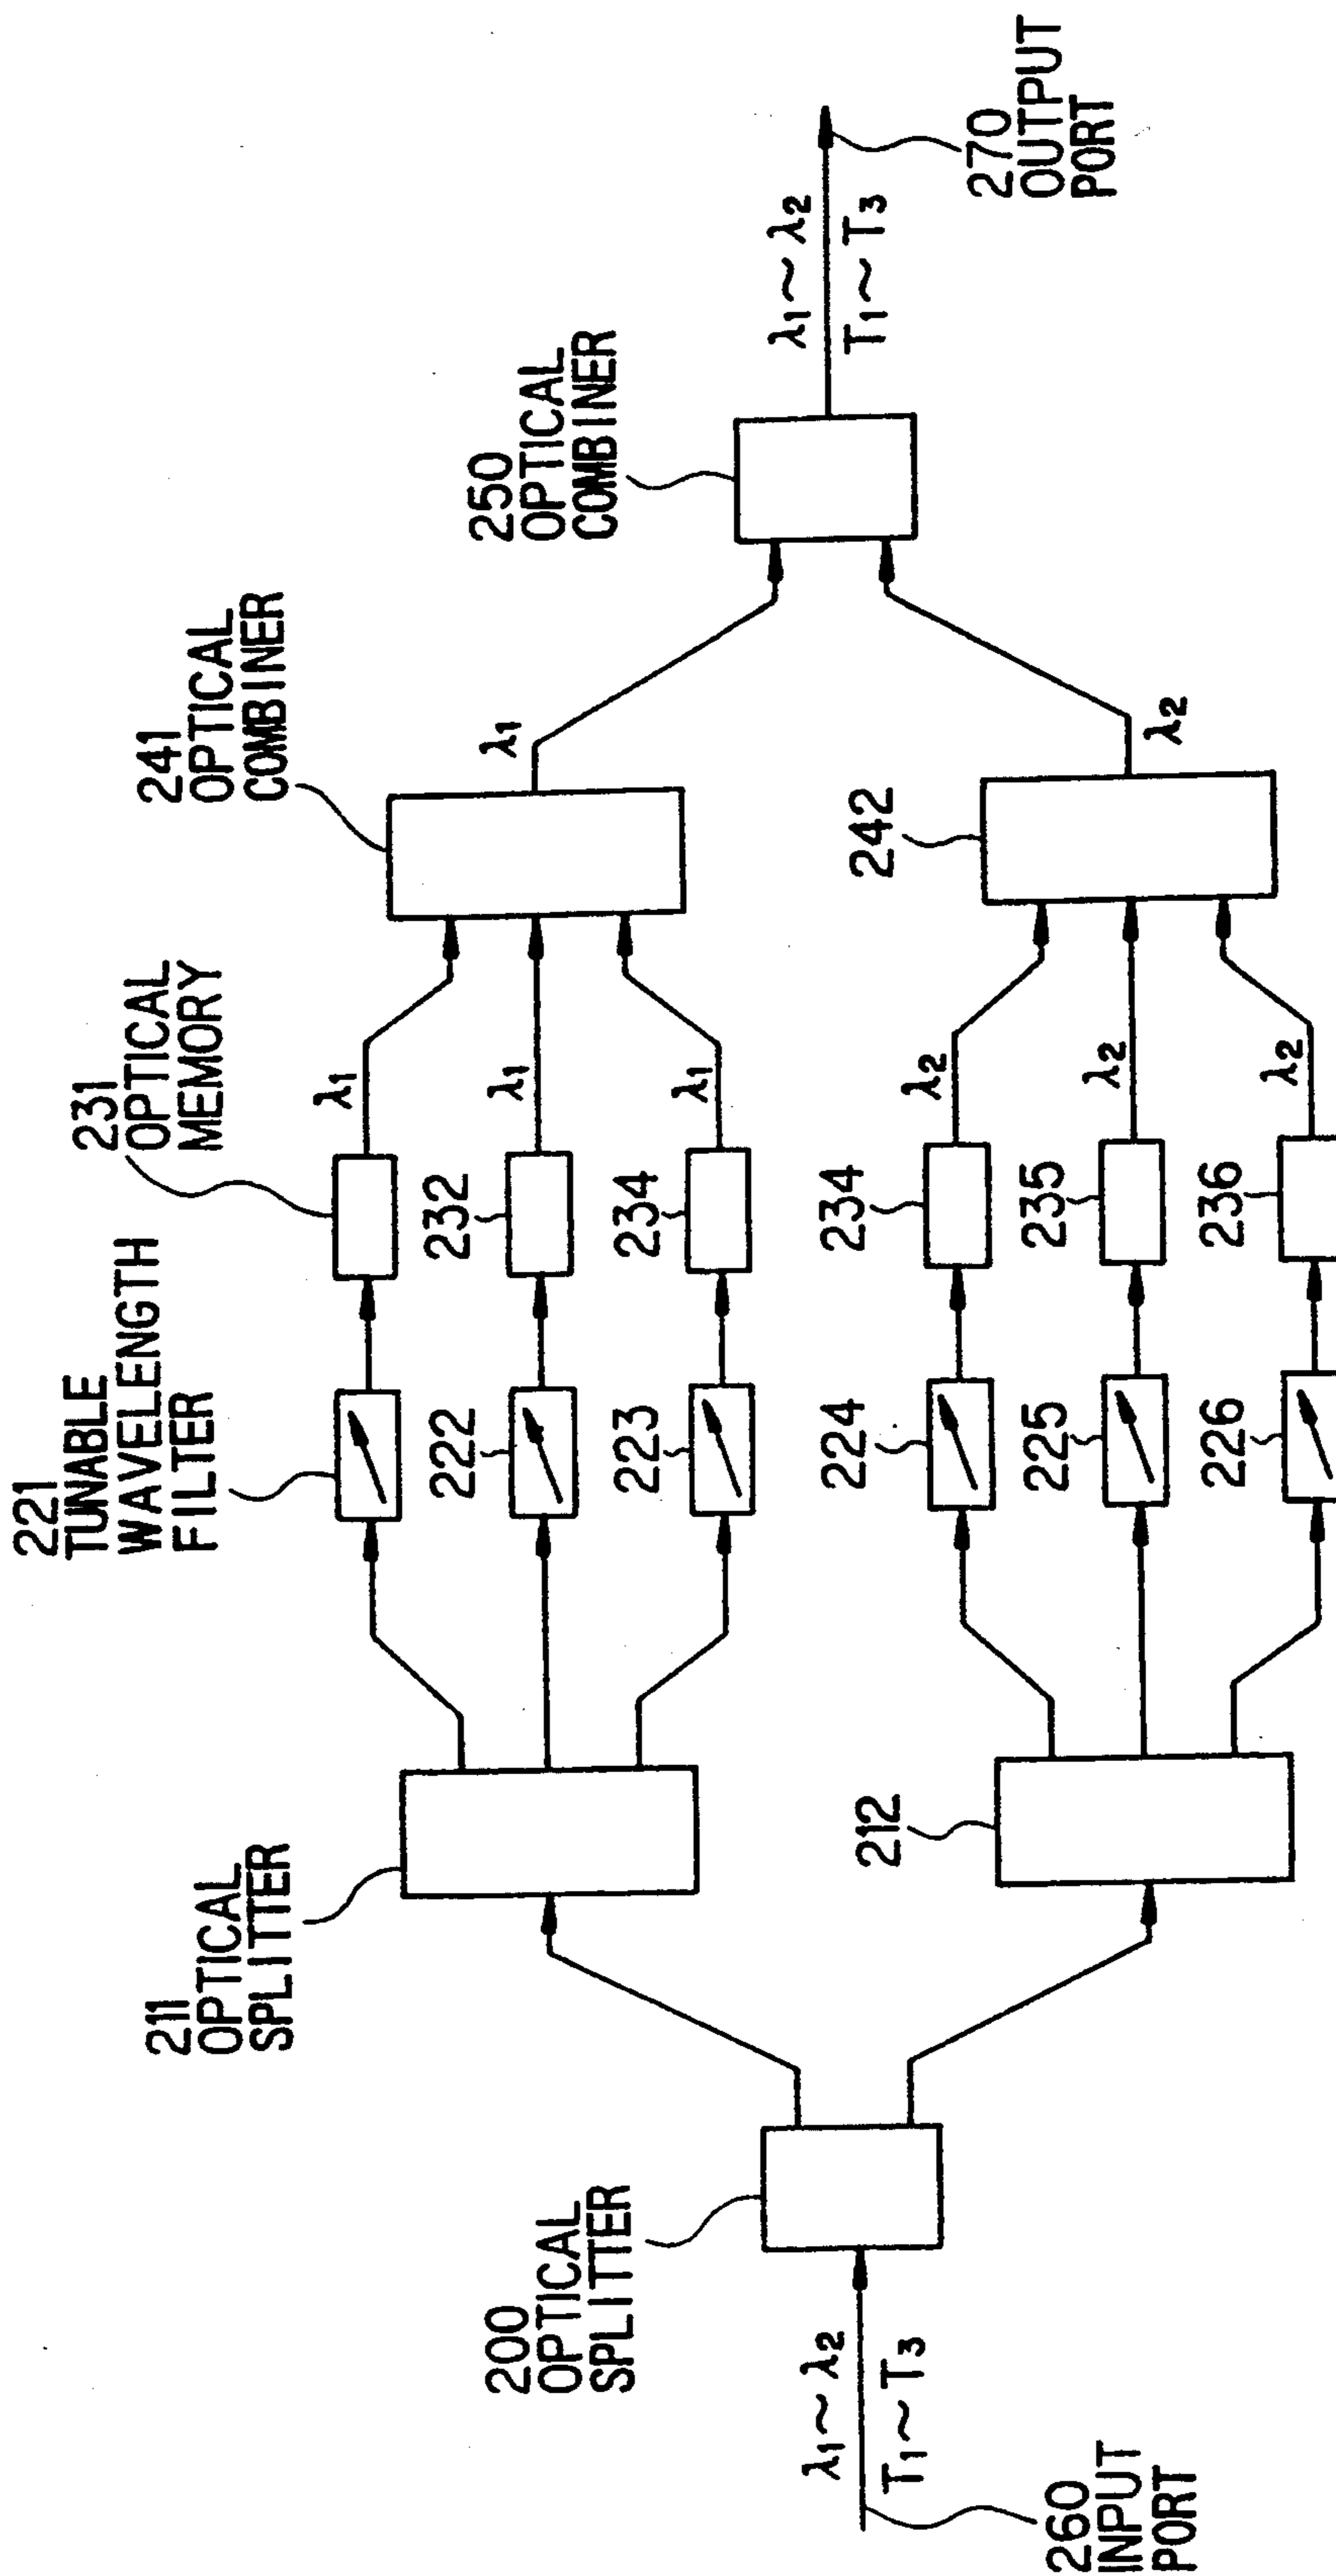 260
INPUT
PORT
λ1~λ2
T1~T3
200
OPTICAL
SPLITTER
211
OPTICAL
SPLITTER
212
221
TUNABLE
WAVELENGTH
FILTER
222
223
224
225
226
231
OPTICAL
MEMORY
232
234
234
235
236
λ1
λ1
λ1
λ2
λ2
λ2
241
OPTICAL
COMBINER
242
λ1
λ2
250
OPTICAL
COMBINER
λ1~λ2
T1~T3
270
OUTPUT
PORT